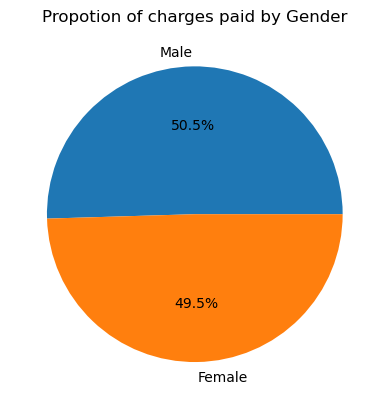 Propotion of charges paid by Gender
Male
50.5%
49.5%
Female